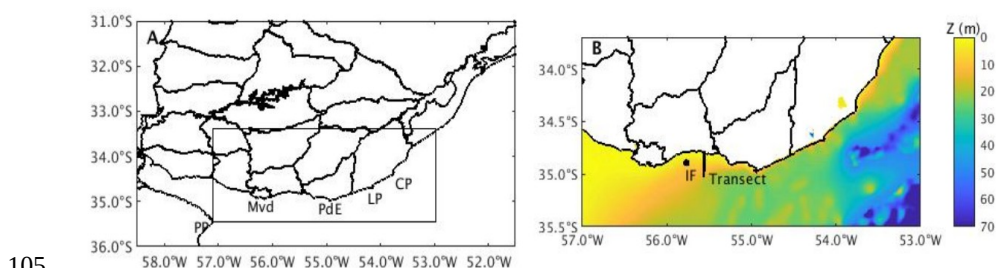 A
31.0°S
32.0°S
33.0°S
34.0°S
35.0°S
36.0°S
Mvd
PdE
LP
CP
PP
58.0°W 57.0°W 56.0°W 55.0°W 54.0°W 53.0°W 52.0°W
B
34.0°S
34.5°S
35.0°S
35.5°S
IF
Transect
57.0°W 56.0°W 55.0°W 54.0°W 53.0°W
Z (m)
0
10
20
30
40
50
60
70
105